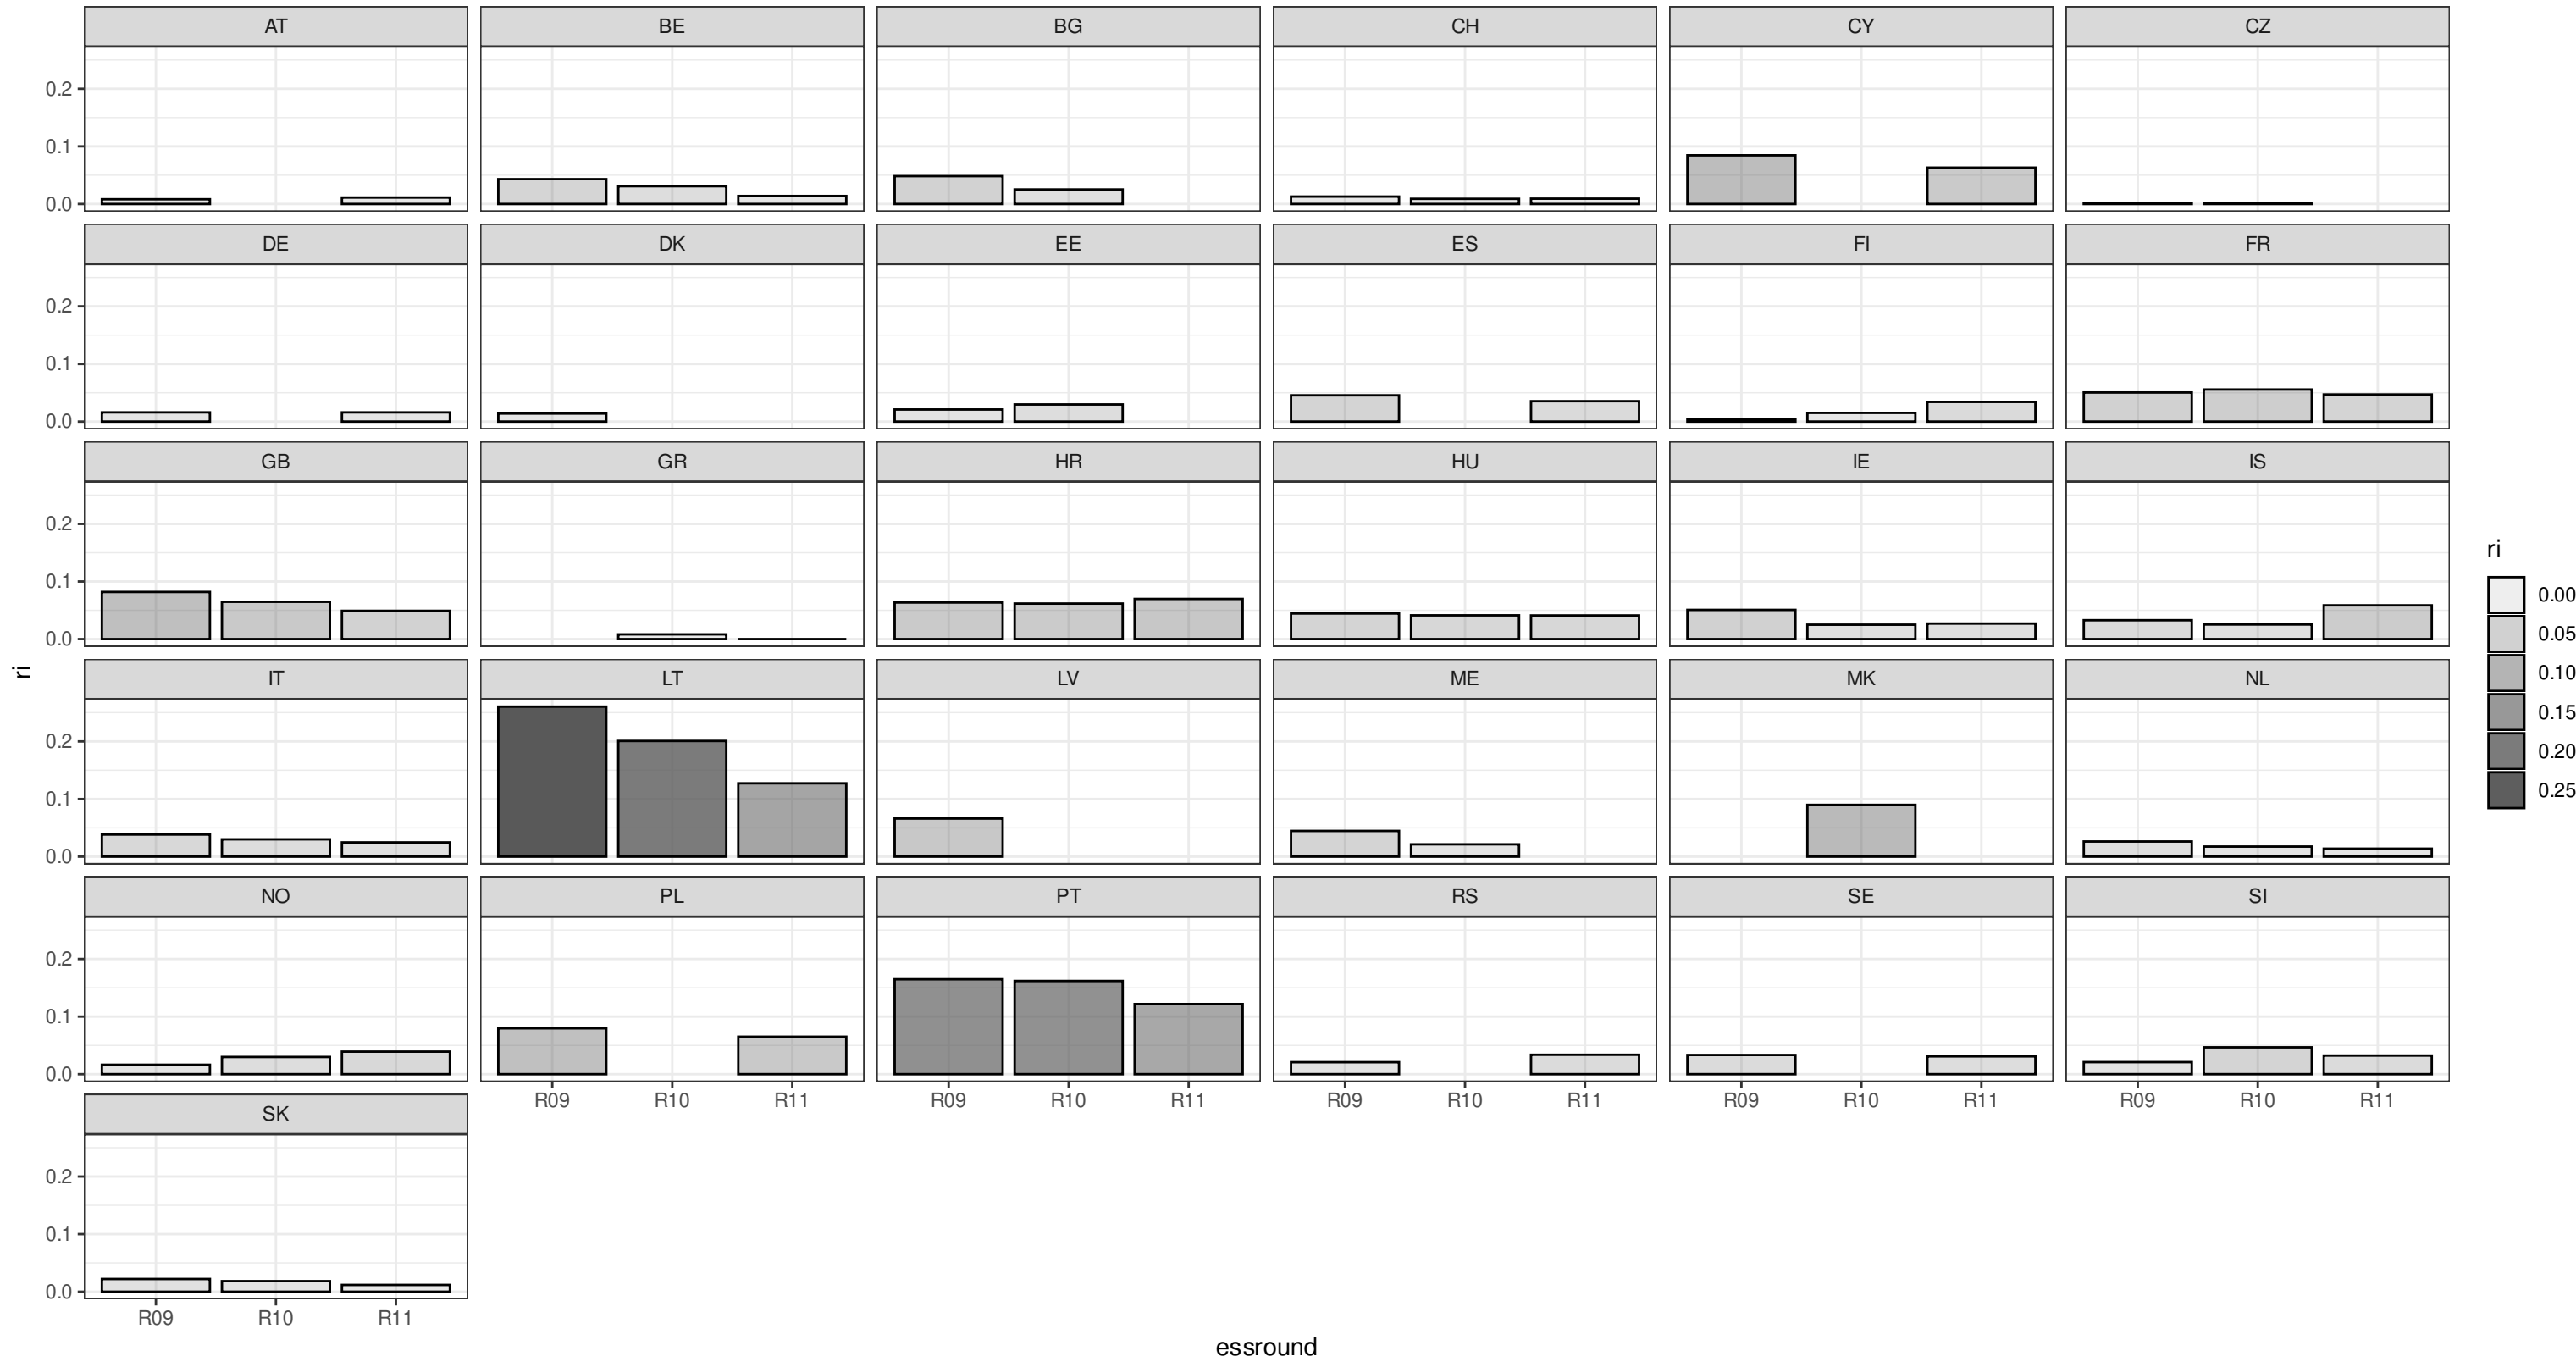 AT BE BG CH CY CZ
0.2
0.1
0.0
DE DK EE ES FI FR
0.2
0.1
0.0
GB GR HR HU IE IS
0.2
0.1
0.0
IT LT LV ME MK NL
0.2
0.1
0.0
NO PL PT RS SE SI
0.2
0.1
0.0
R09 R10 R11 R09 R10 R11 R09 R10 R11 R09 R10 R11 R09 R10 R11
SK
0.2
0.1
0.0
R09 R10 R11
essround
ri
ri
0.00
0.05
0.10
0.15
0.20
0.25